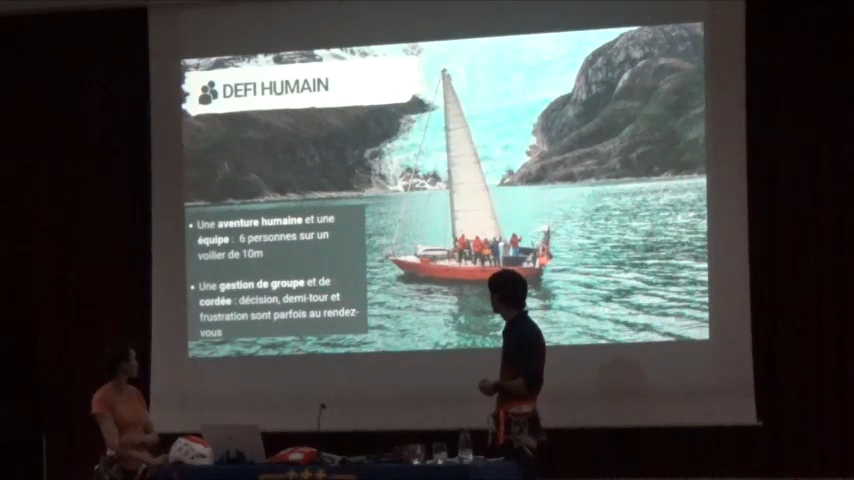 DEFI HUMAIN
• Une aventure humaine et une
équipe : 6 personnes sur un
voilier de 10m
• Une gestion de groupe et de
cordée : décision, demi-tour et
frustration sont parfois au rendez-
vous